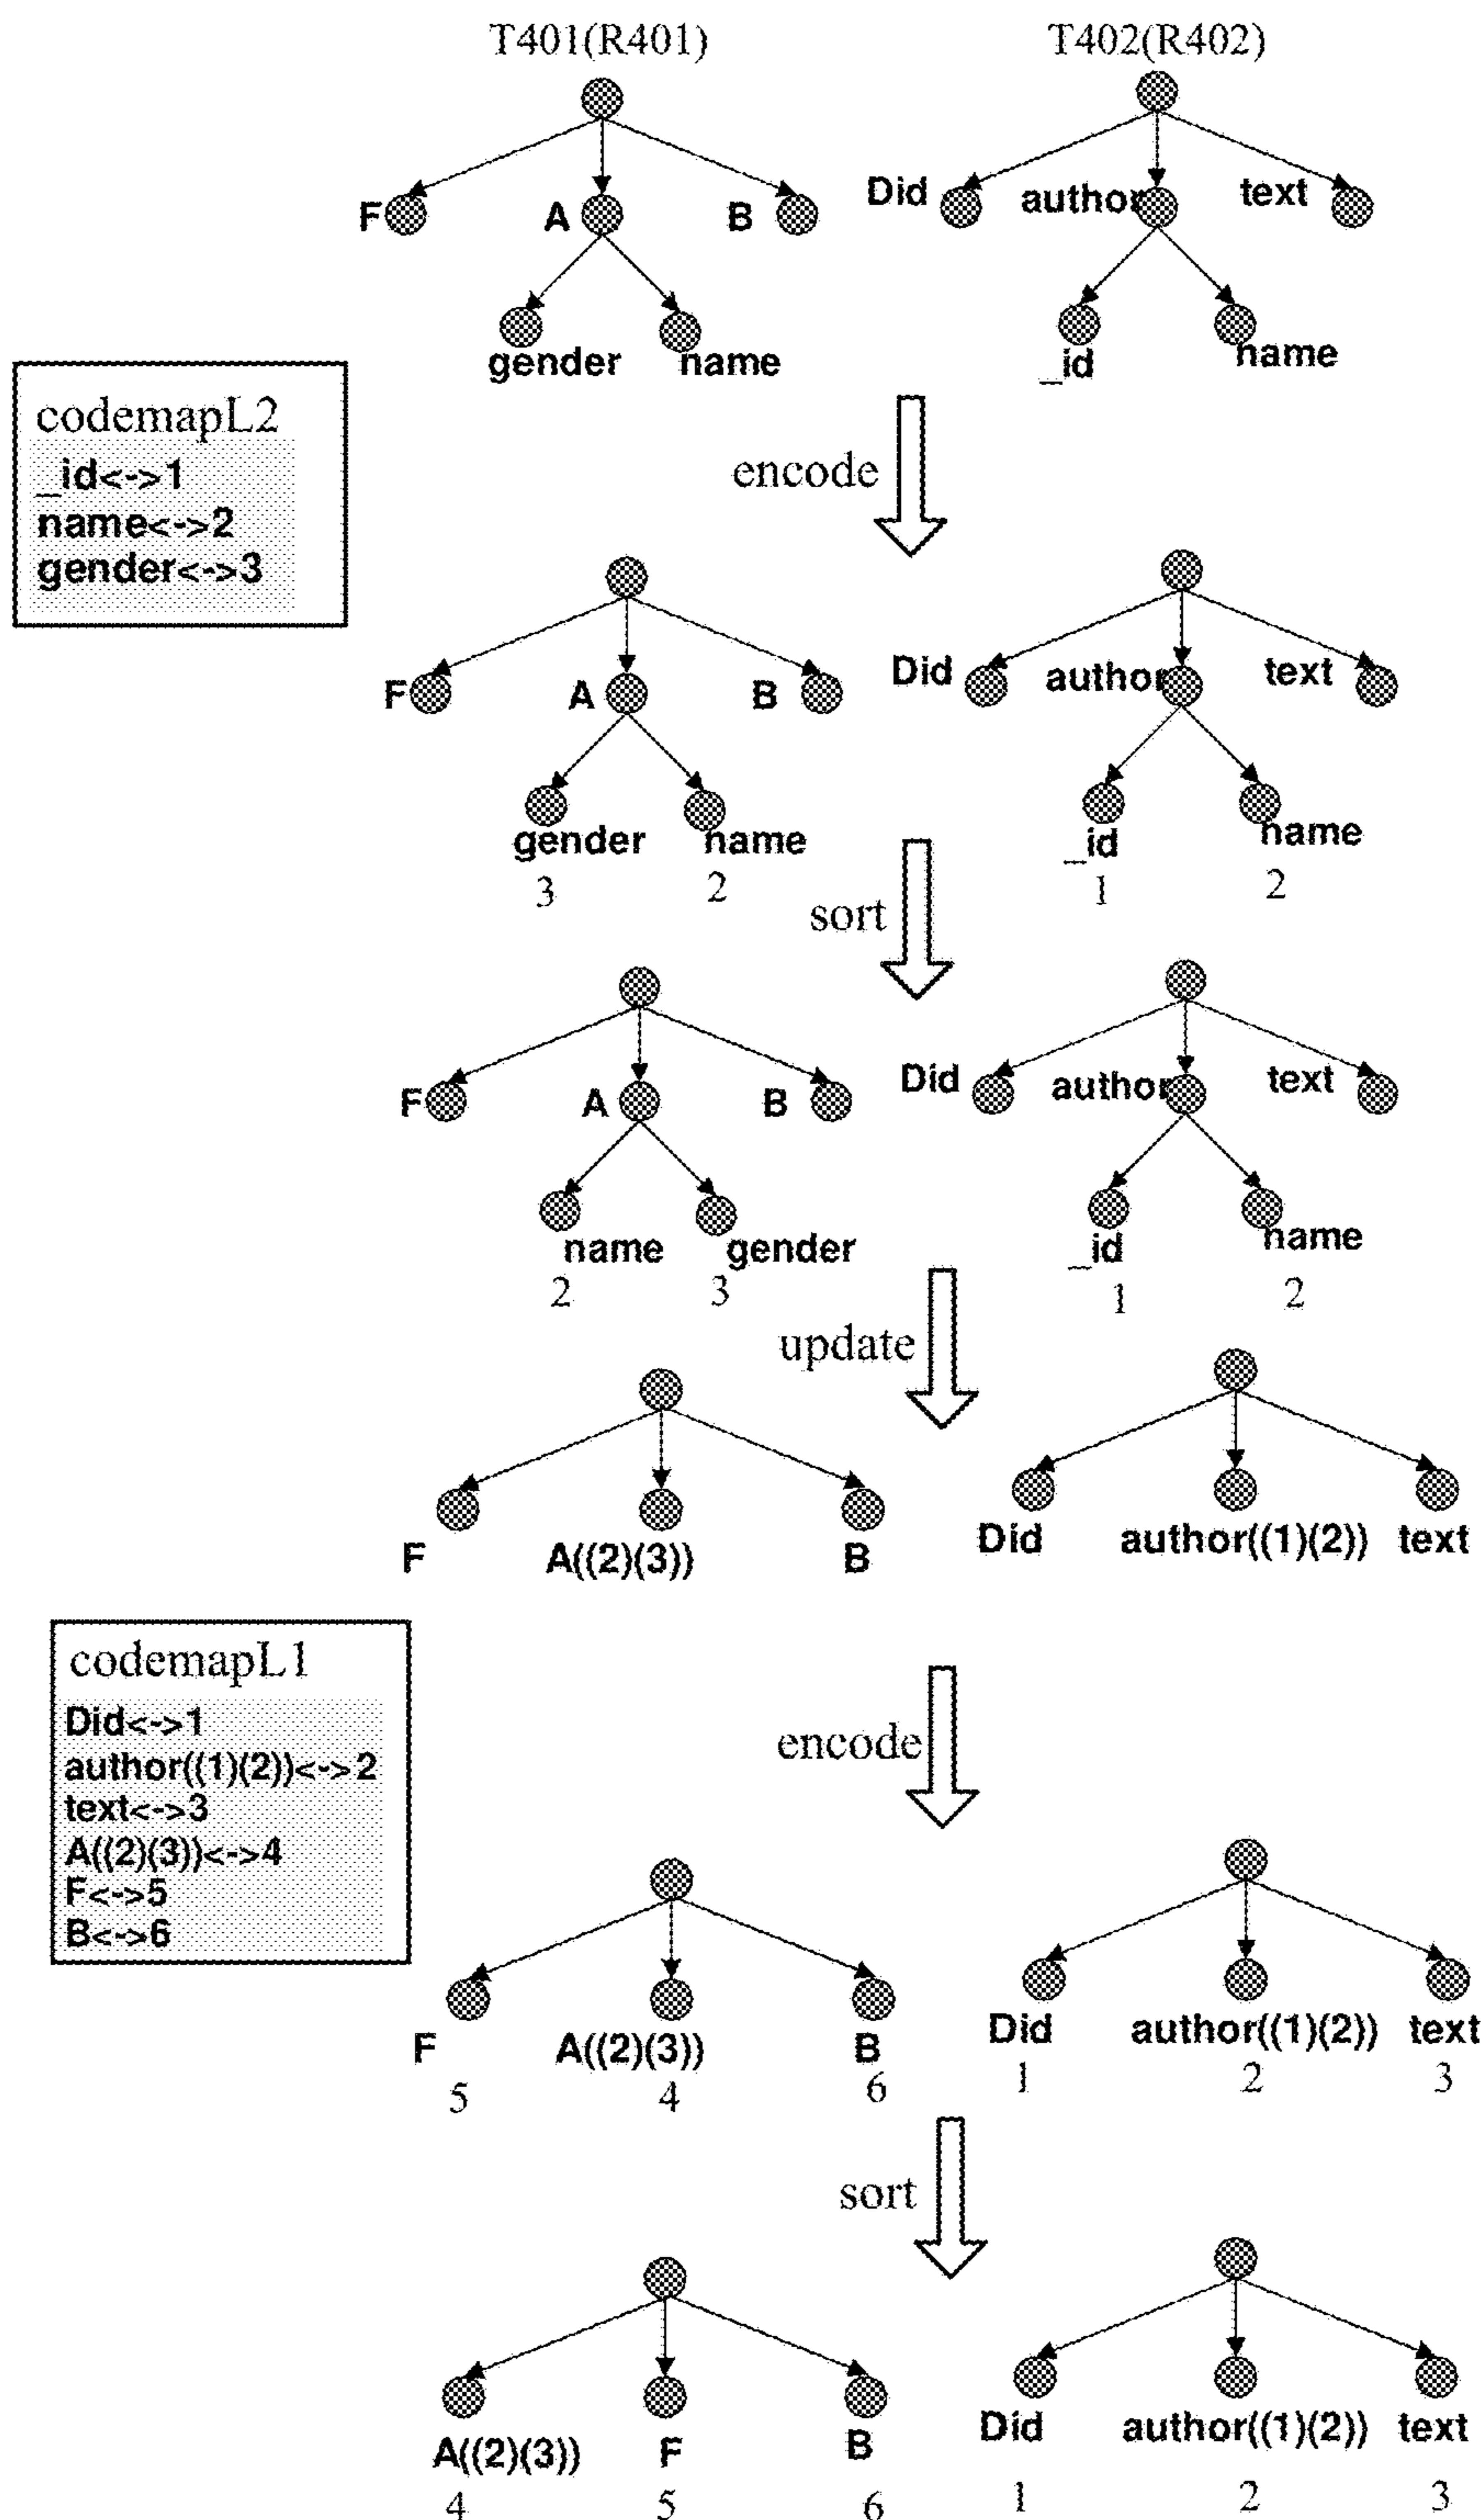 T401(R401) T402(R402)
F A B Did author text
gender name _id name
codemapL2
_id<->1
name<->2
gender<->3
encode
F A B Did author text
gender name _id name
3 2 1 2
sort
F A B Did author text
name gender _id name
2 3 1 2
update
F A((2)(3)) B Did author((1)(2)) text
codemapL1
Did<->1
author((1)(2))<->2
text<->3
A((2)(3))<->4
F<->5
B<->6
encode
F A((2)(3)) B Did author((1)(2)) text
5 4 6 1 2 3
sort
A((2)(3)) F B Did author((1)(2)) text
4 5 6 1 2 3